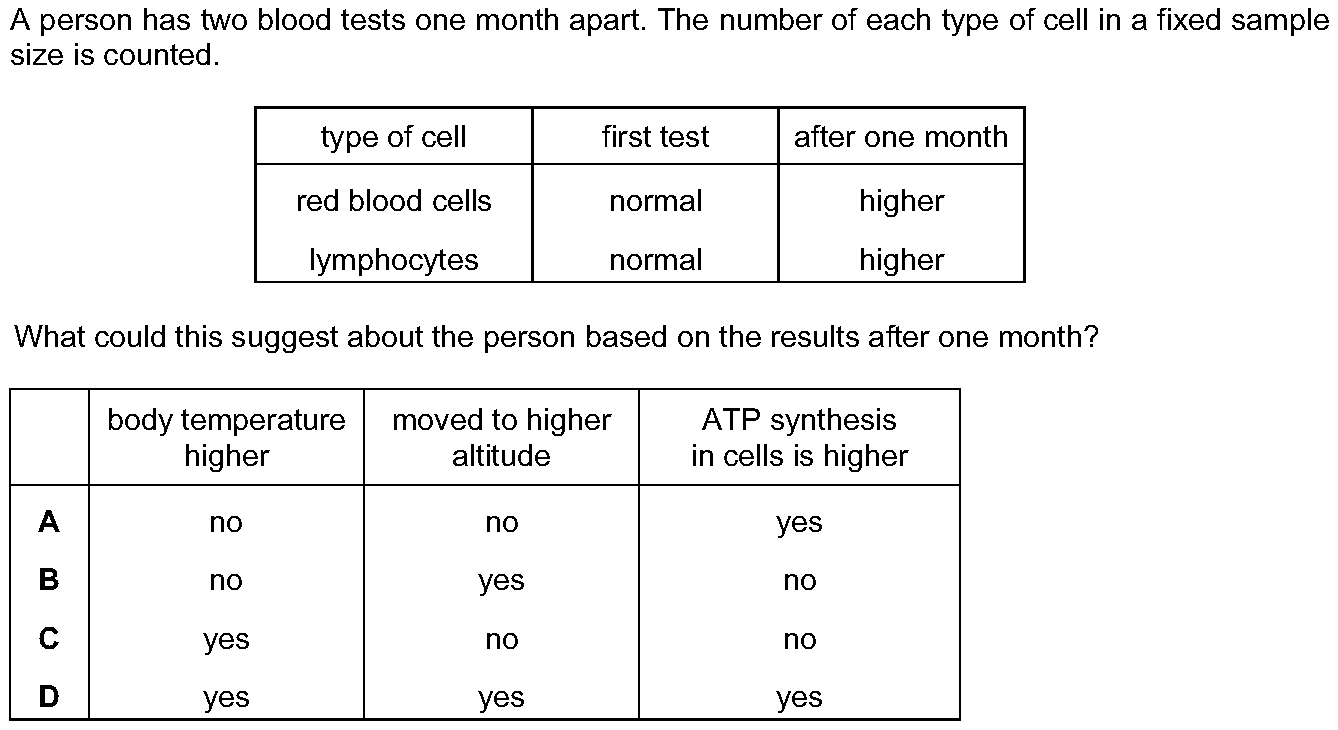 A person has two blood tests one month apart. The number of each type of cell in a fixed sample
size is counted.
type of cell first test after one month
red blood cells normal higher
lymphocytes normal higher
What could this suggest about the person based on the results after one month?
body temperature moved to higher ATP synthesis
higher altitude in cells is higher
A no no yes
B no yes no
C yes no no
D yes yes yes